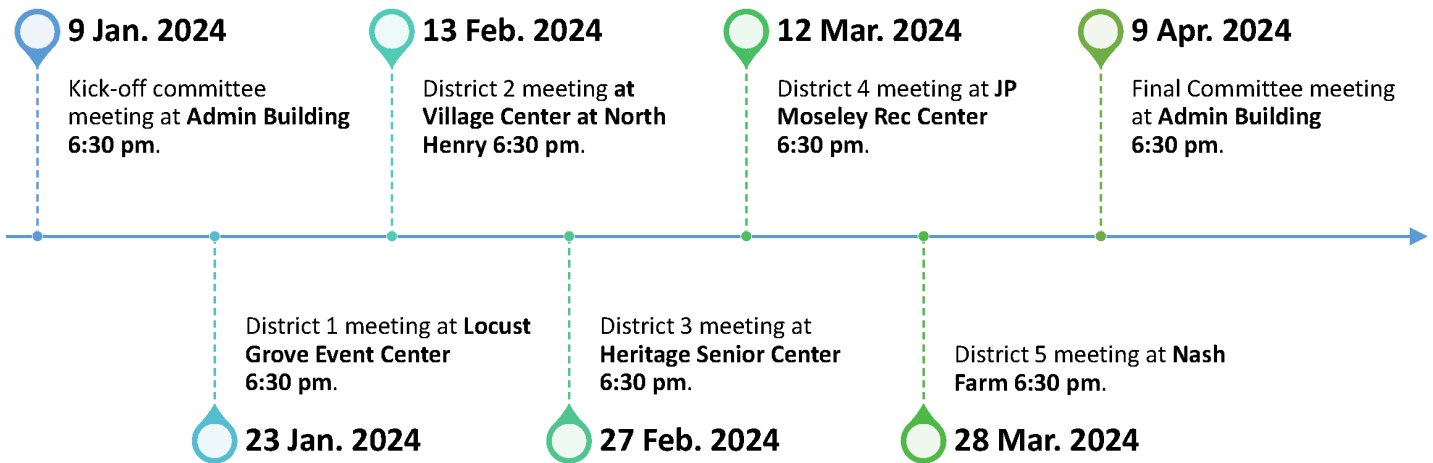 9 Jan. 2024
Kick-off committee
meeting at Admin Building
6:30 pm.
13 Feb. 2024
District 2 meeting at
Village Center at North
Henry 6:30 pm.
12 Mar. 2024
District 4 meeting at JP
Moseley Rec Center
6:30 pm.
9 Apr. 2024
Final Committee meeting
at Admin Building
6:30 pm.
District 1 meeting at Locust
Grove Event Center
6:30 pm.
23 Jan. 2024
District 3 meeting at
Heritage Senior Center
6:30 pm.
27 Feb. 2024
District 5 meeting at Nash
Farm 6:30 pm.
28 Mar. 2024